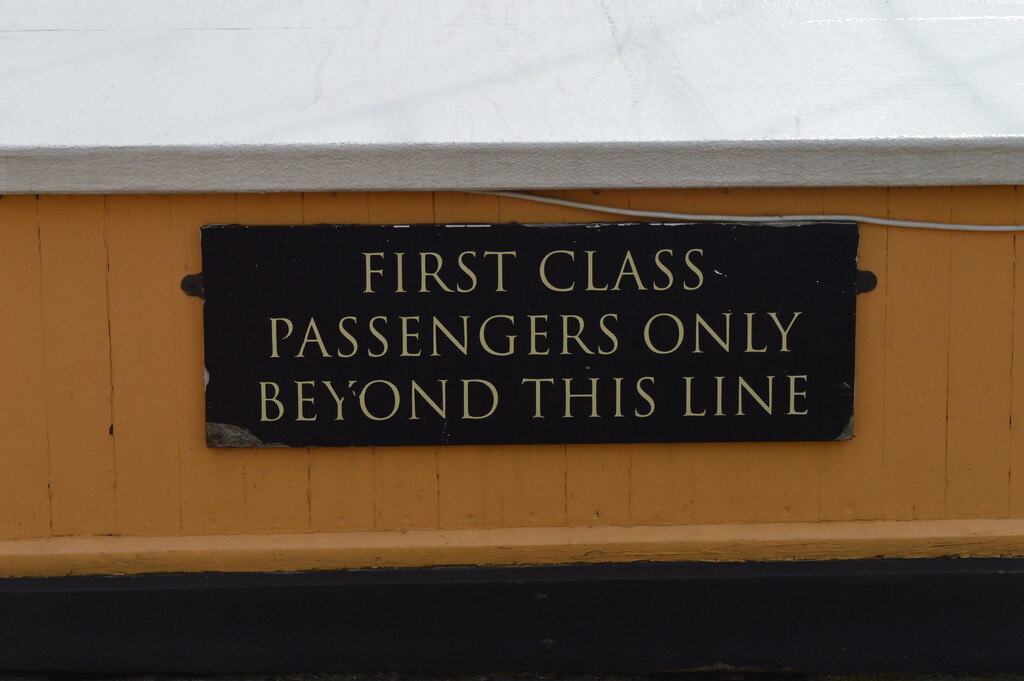 FIRST CLASS
PASSENGERS ONLY
BEYOND THIS LINE